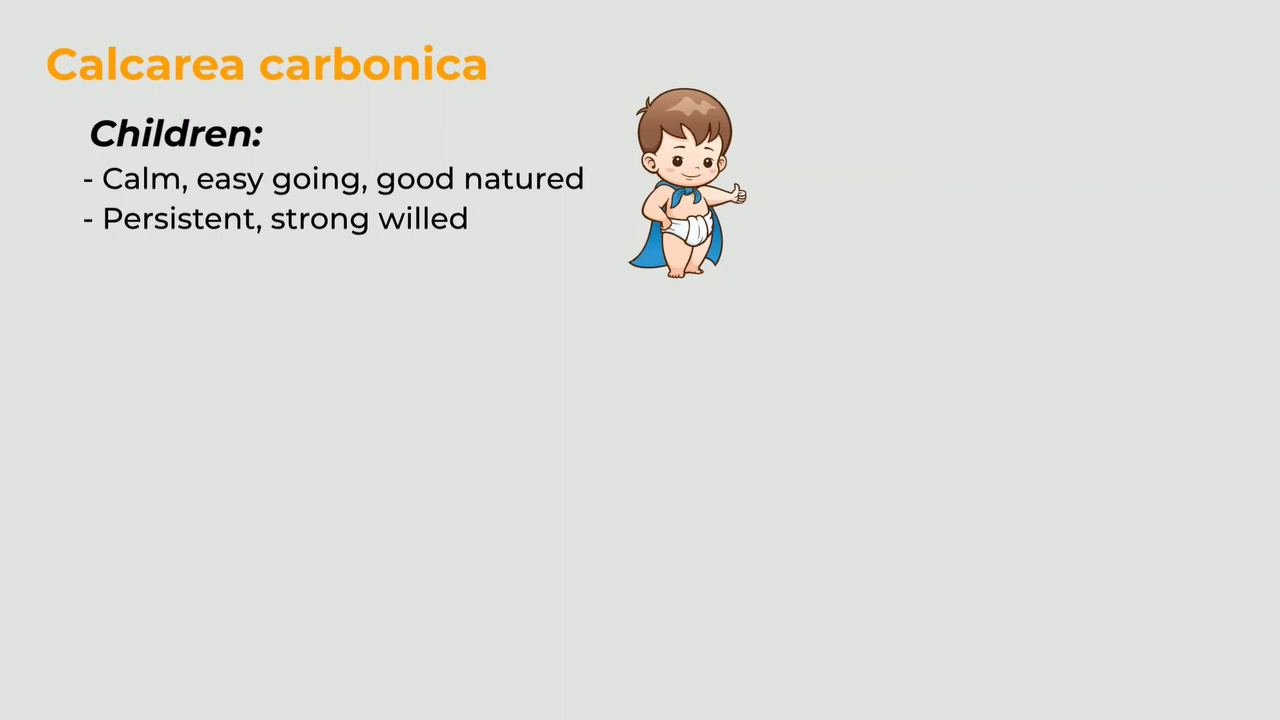 Calcarea carbonica
Children:
- Calm, easy going, good natured
- Persistent, strong willed